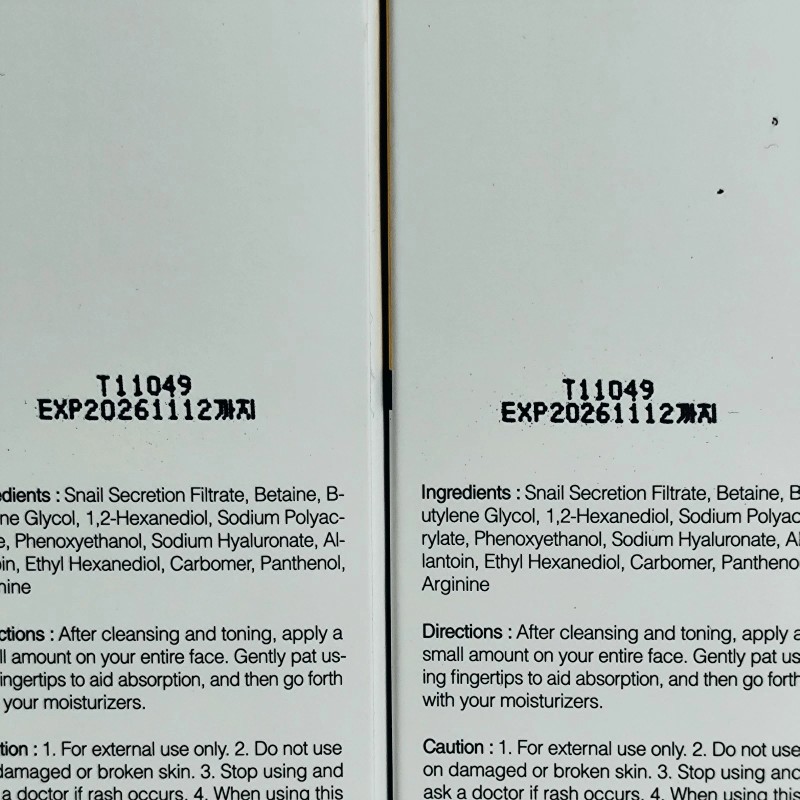 T11049
EXP20261112까지
edients : Snail Secretion Filtrate, Betaine, B-
ne Glycol, 1,2-Hexanediol, Sodium Polyac-
e, Phenoxyethanol, Sodium Hyaluronate, Al-
oin, Ethyl Hexanediol, Carbomer, Panthenol,
nine
ctions : After cleansing and toning, apply a
ll amount on your entire face. Gently pat us-
ingertips to aid absorption, and then go forth
your moisturizers.
tion : 1. For external use only. 2. Do not use
damaged or broken skin. 3. Stop using and
a doctor if rash occurs. 4. When using this
T11049
EXP20261112까지
Ingredients : Snail Secretion Filtrate, Betaine, B
utylene Glycol, 1,2-Hexanediol, Sodium Polyac
rylate, Phenoxyethanol, Sodium Hyaluronate, Al
lantoin, Ethyl Hexanediol, Carbomer, Pantheno
Arginine
Directions : After cleansing and toning, apply a
small amount on your entire face. Gently pat us
ing fingertips to aid absorption, and then go forth
with your moisturizers.
Caution : 1. For external use only. 2. Do not use
on damaged or broken skin. 3. Stop using and
ask a doctor if rash occurs. 4. When using this